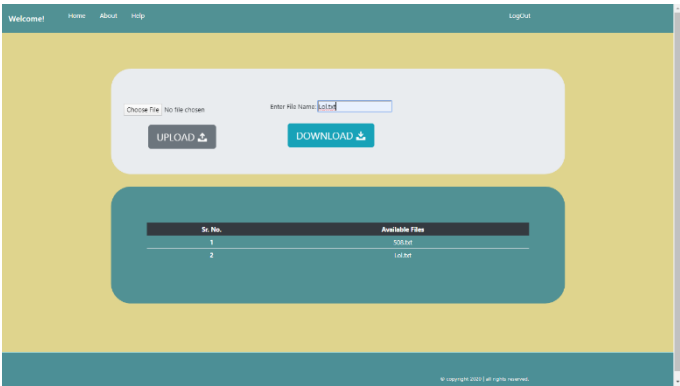 Welcome! Home About Help LogOut
Choose File No file chosen Enter File Name: Lol.txt
UPLOAD DOWNLOAD
Sr. No. Available Files
1 508.txt
2 Lol.txt
© copyright 2020 | all rights reserved.